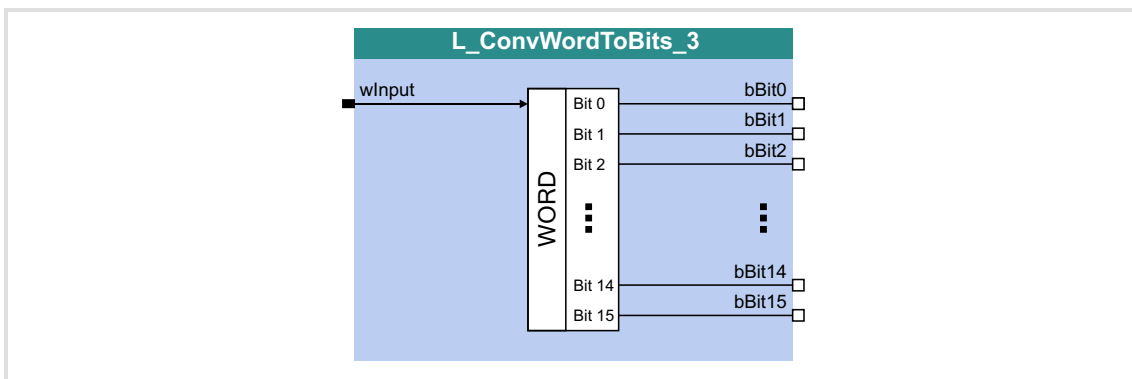 L_ConvWordToBits_3
wInput
bBit0
Bit 0
bBit1
Bit 1
bBit2
Bit 2
WORD
bBit14
Bit 14
bBit15
Bit 15